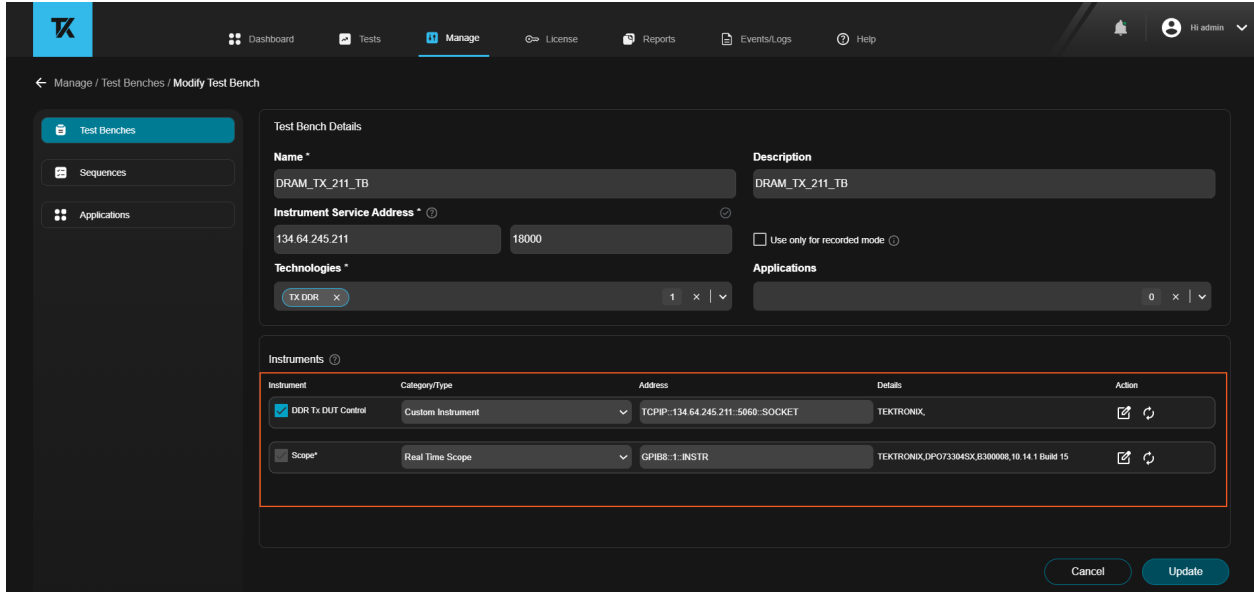 TK
Dashboard Tests Manage License Reports Events/Logs Help Hi admin
Manage / Test Benches / Modify Test Bench
Test Benches
Sequences
Applications
Test Bench Details
Name * Description
DRAM_TX_211_TB DRAM_TX_211_TB
Instrument Service Address *
134.64.245.211 18000 Use only for recorded mode
Technologies * Applications
TX DDR 1 0
Instruments
Instrument Category/Type Address Details Action
DDR Tx DUT Control Custom Instrument TCPIP::134.64.245.211::5060::SOCKET TEKTRONIX,
Scope* Real Time Scope GPIB8::1::INSTR TEKTRONIX,DPO73304SX,B300008,10.14.1 Build 15
Cancel Update